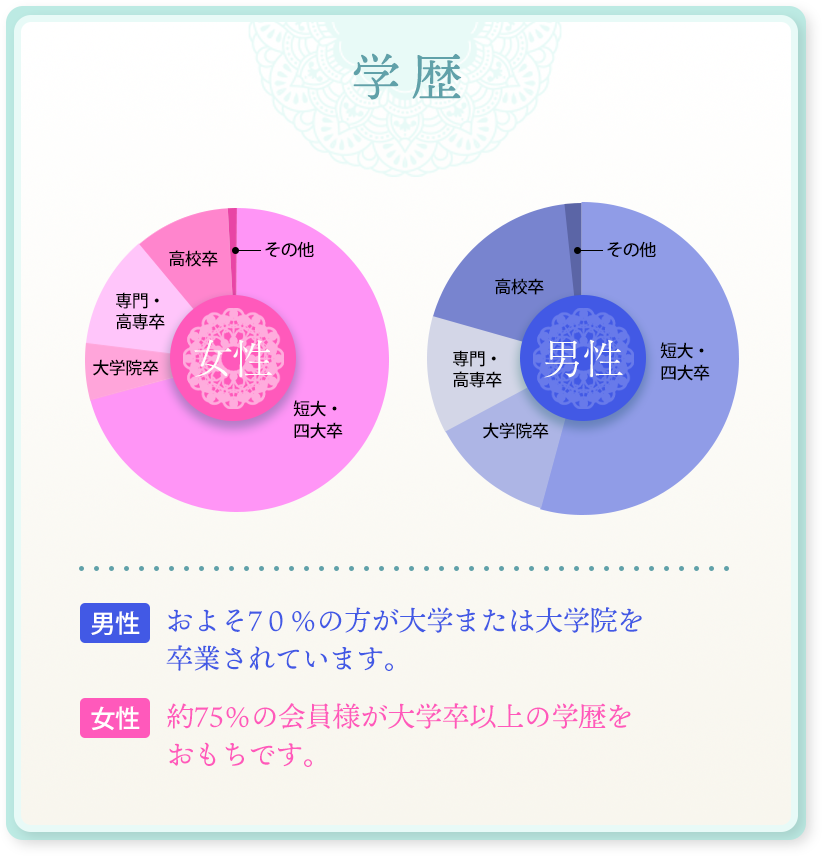 学歴
高校卒
その他
専門・
高専卒
大学院卒
女性
短大・
四大卒
高校卒
その他
専門・
高専卒
男性
短大・
四大卒
大学院卒
男性
およそ7０％の方が大学または大学院を
卒業されています。
女性
約75％の会員様が大学卒以上の学歴を
おもちです。